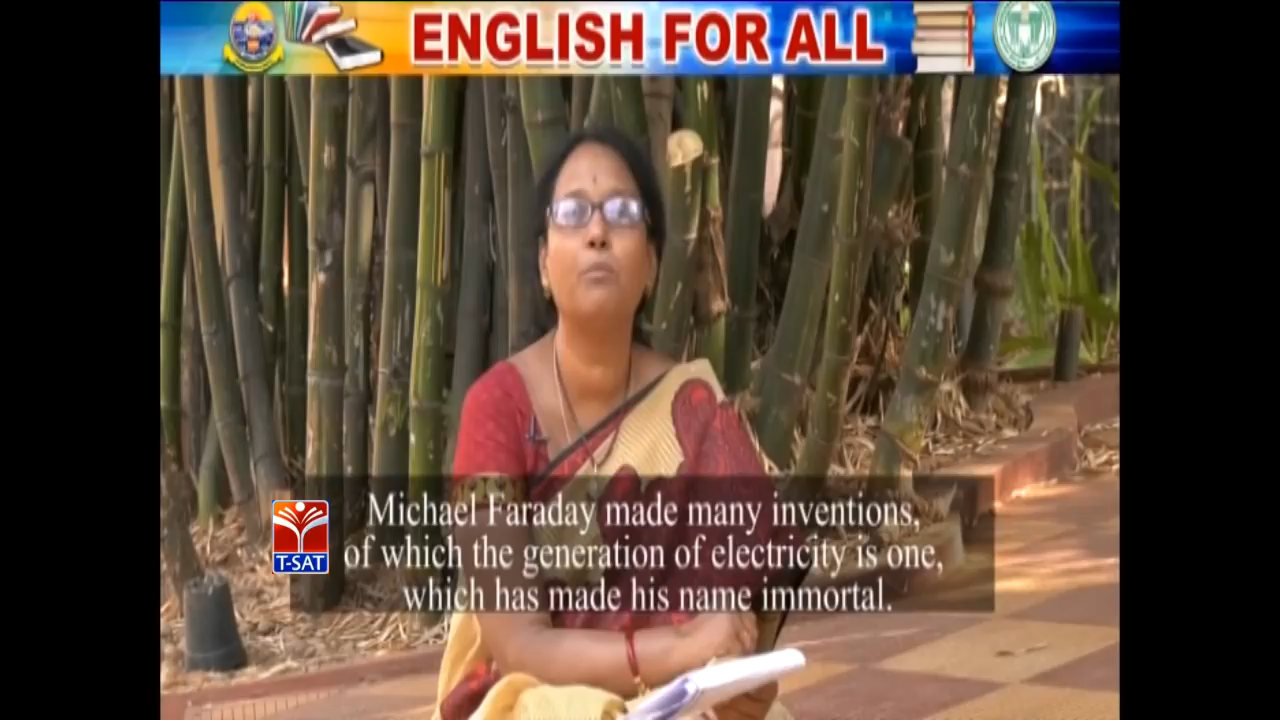 ENGLISH FOR ALL
Michael Faraday made many inventions,
of which the generation of electricity is one,
which has made his name immortal.
T-SAT